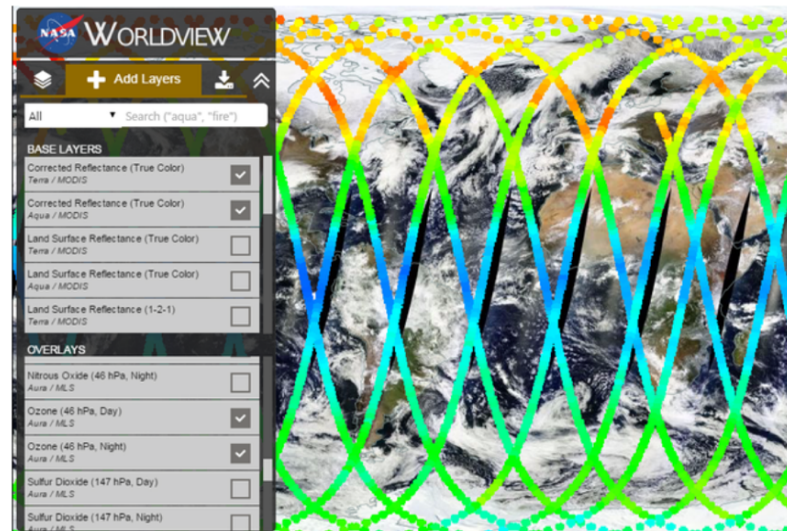 NASA WORLDVIEW
Add Layers
All Search ("aqua", "fire")
BASE LAYERS
Corrected Reflectance (True Color)
Terra / MODIS
Corrected Reflectance (True Color)
Aqua / MODIS
Land Surface Reflectance (True Color)
Terra / MODIS
Land Surface Reflectance (True Color)
Aqua / MODIS
Land Surface Reflectance (1-2-1)
Terra / MODIS
OVERLAYS
Nitrous Oxide (46 hPa, Night)
Aura / MLS
Ozone (46 hPa, Day)
Aura / MLS
Ozone (46 hPa, Night)
Aura / MLS
Sulfur Dioxide (147 hPa, Day)
Aura / MLS
Sulfur Dioxide (147 hPa, Night)
Aura / MLS